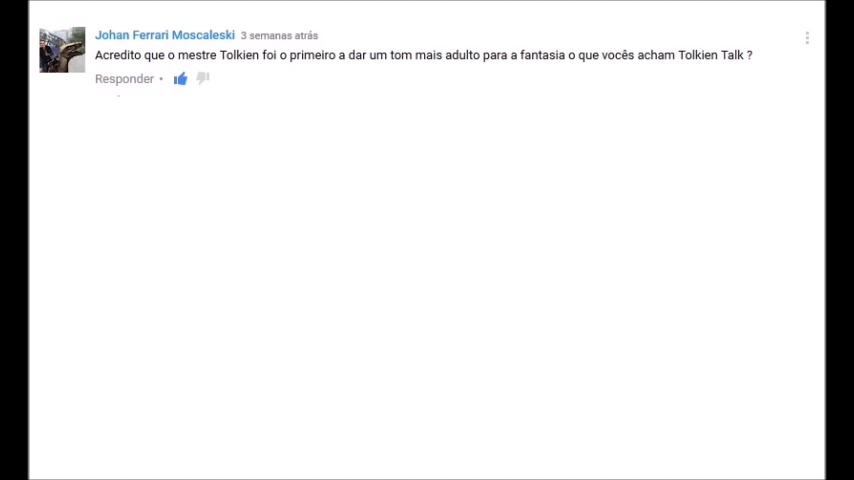 Johan Ferrari Moscaleski 3 semanas atrás
Acredito que o mestre Tolkien foi o primeiro a dar um tom mais adulto para a fantasia o que vocês acham Tolkien Talk ?
Responder •